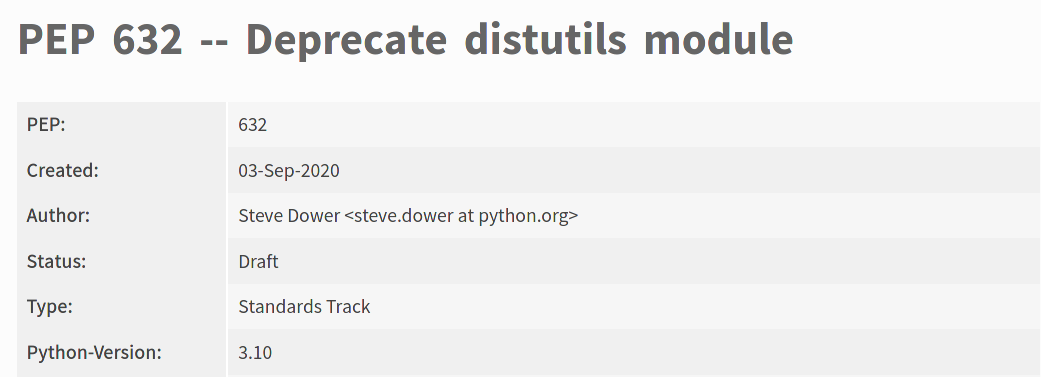 PEP 632 -- Deprecate distutils module
PEP: 632
Created: 03-Sep-2020
Author: Steve Dower <steve.dower at python.org>
Status: Draft
Type: Standards Track
Python-Version: 3.10